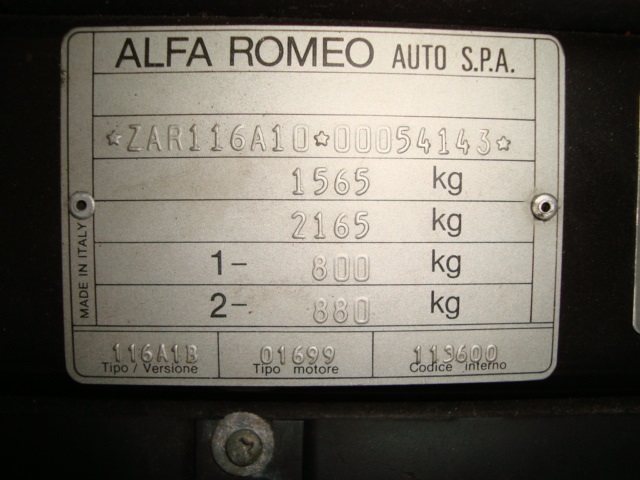 ALFA ROMEO AUTO S.P.A.
*ZAR116A10*00054143*
1565 kg
2165 kg
1- 800 kg
2- 880 kg
MADE IN ITALY
116A1B 01699 113600
Tipo / Versione Tipo motore Codice interno